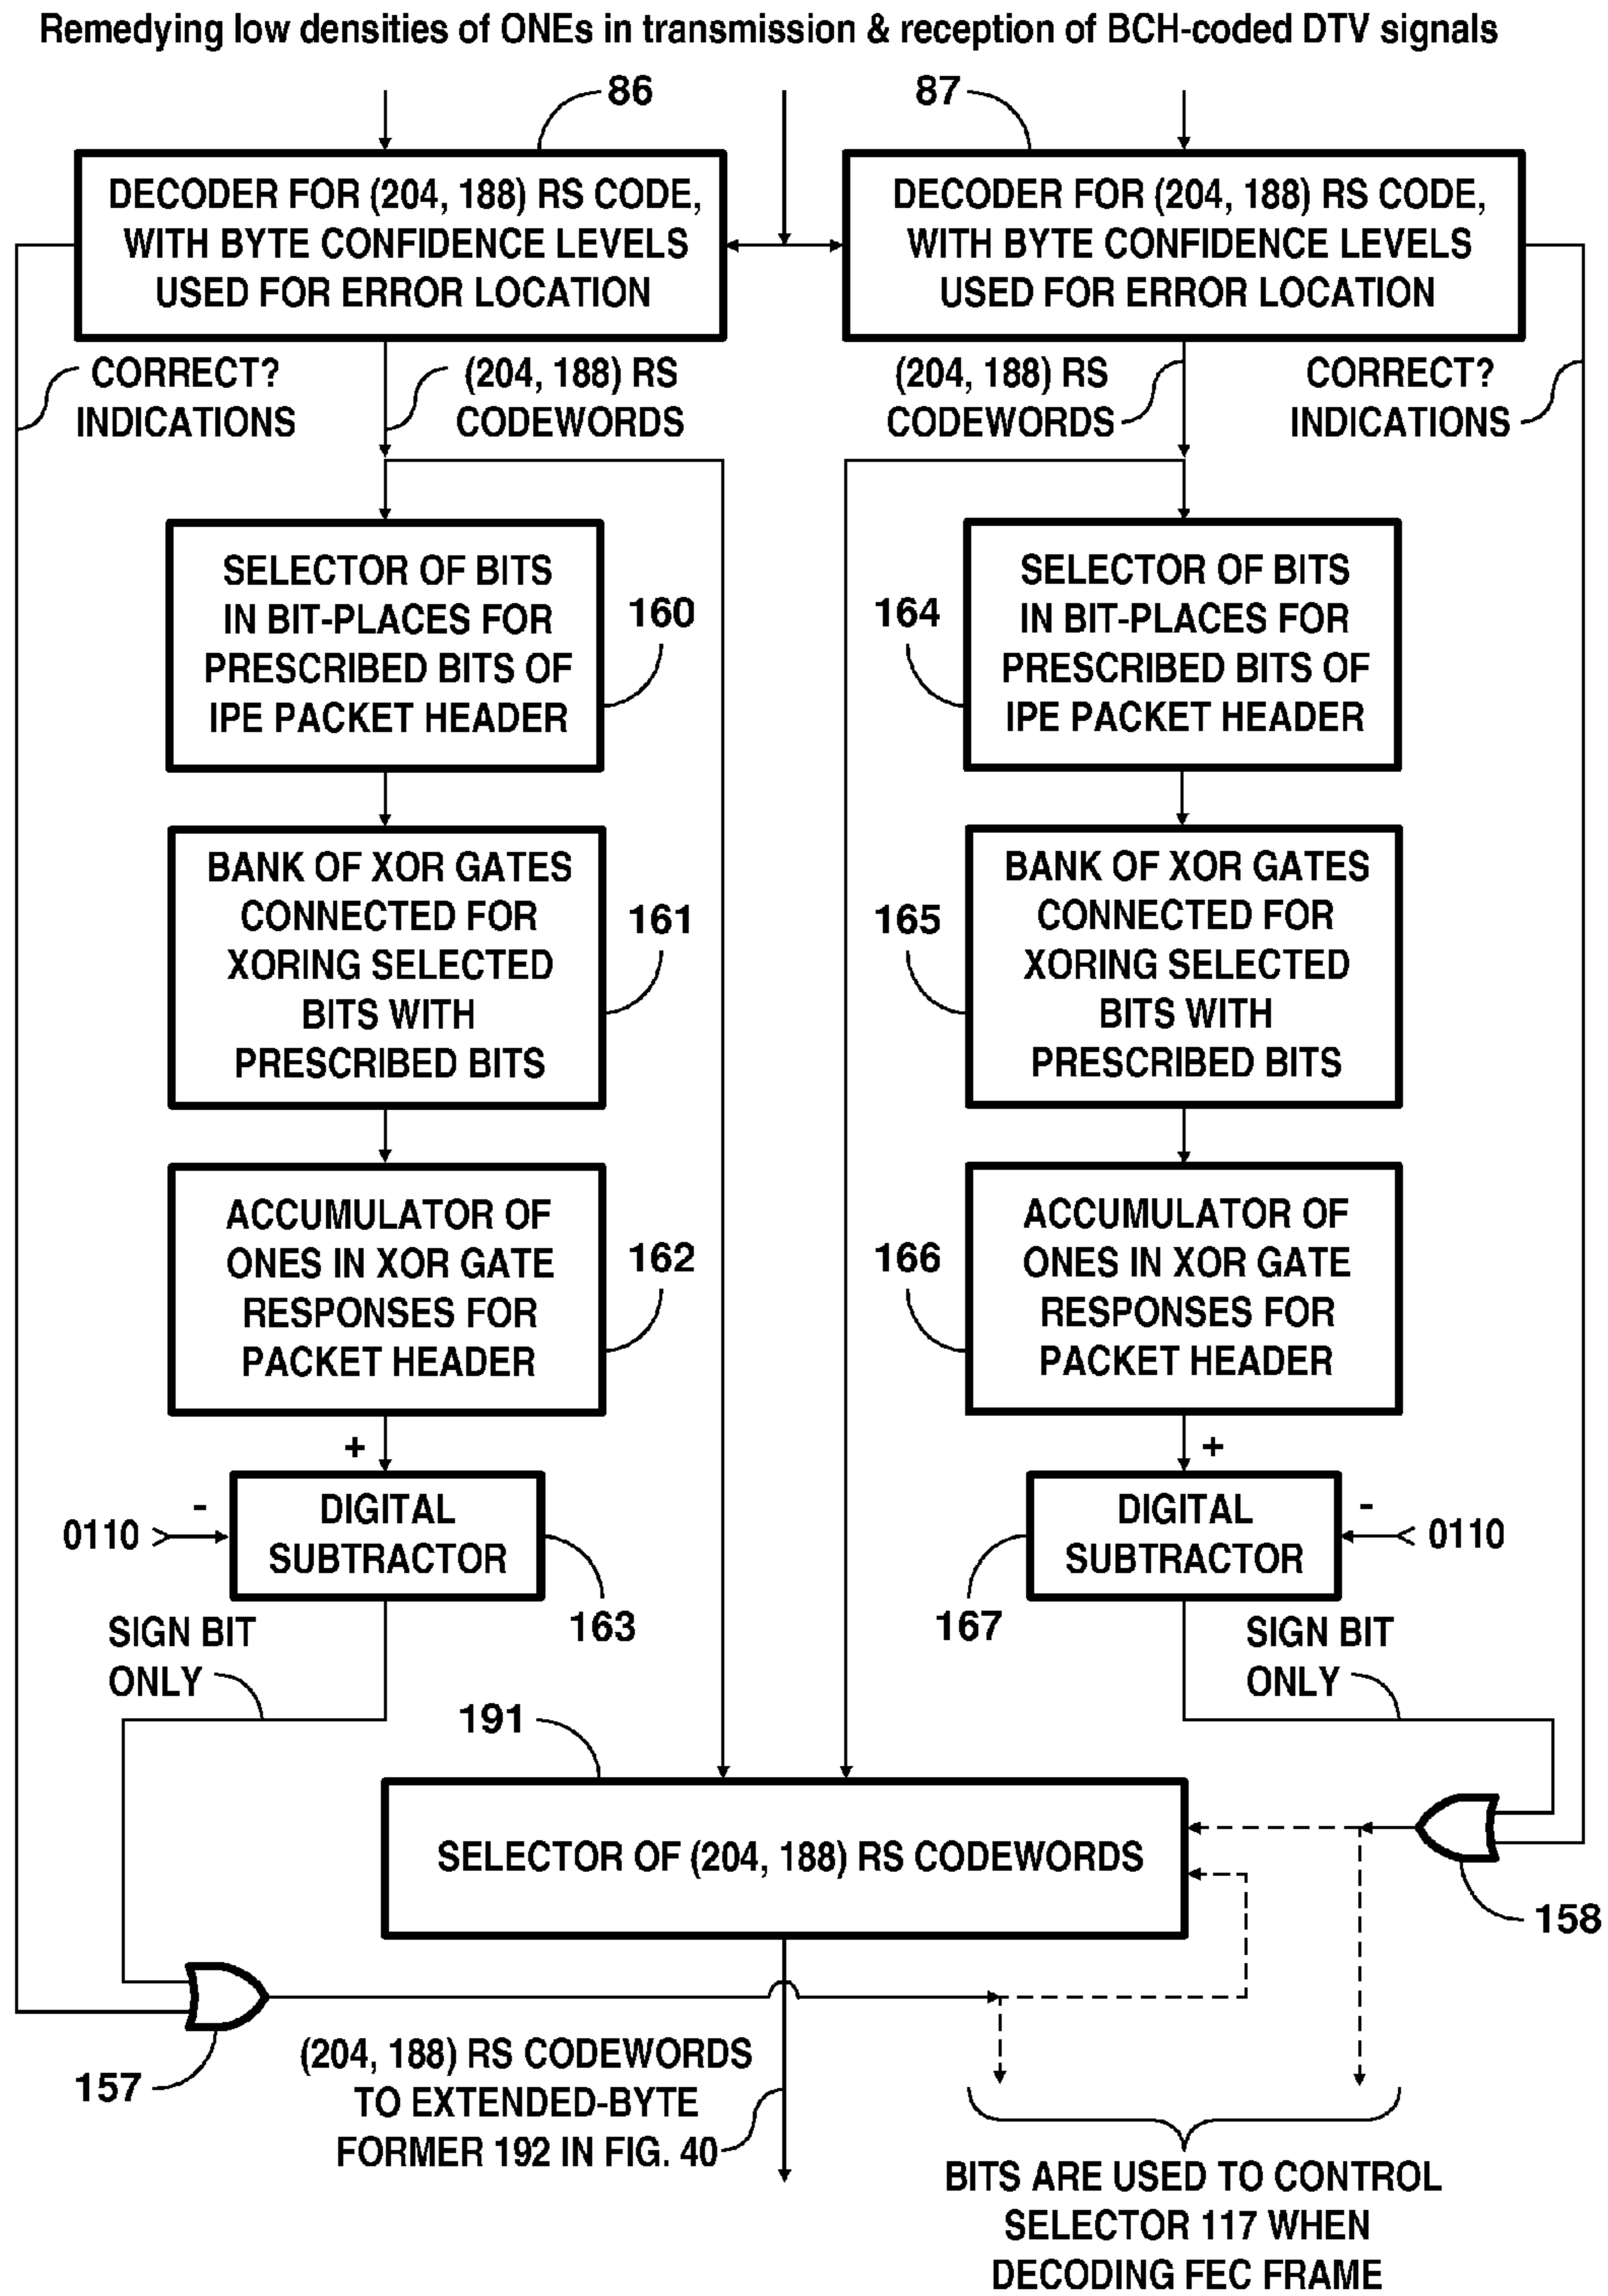 Remedying low densities of ONEs in transmission & reception of BCH-coded DTV signals
86
87
DECODER FOR (204, 188) RS CODE,
WITH BYTE CONFIDENCE LEVELS
USED FOR ERROR LOCATION
DECODER FOR (204, 188) RS CODE,
WITH BYTE CONFIDENCE LEVELS
USED FOR ERROR LOCATION
CORRECT?
INDICATIONS
(204, 188) RS
CODEWORDS
(204, 188) RS
CODEWORDS
CORRECT?
INDICATIONS
SELECTOR OF BITS
IN BIT-PLACES FOR
PRESCRIBED BITS OF
IPE PACKET HEADER
160
164
SELECTOR OF BITS
IN BIT-PLACES FOR
PRESCRIBED BITS OF
IPE PACKET HEADER
BANK OF XOR GATES
CONNECTED FOR
XORING SELECTED
BITS WITH
PRESCRIBED BITS
161
165
BANK OF XOR GATES
CONNECTED FOR
XORING SELECTED
BITS WITH
PRESCRIBED BITS
ACCUMULATOR OF
ONES IN XOR GATE
RESPONSES FOR
PACKET HEADER
162
166
ACCUMULATOR OF
ONES IN XOR GATE
RESPONSES FOR
PACKET HEADER
+
+
-
0110
DIGITAL
SUBTRACTOR
163
167
DIGITAL
SUBTRACTOR
-
0110
SIGN BIT
ONLY
SIGN BIT
ONLY
191
SELECTOR OF (204, 188) RS CODEWORDS
158
157
(204, 188) RS CODEWORDS
TO EXTENDED-BYTE
FORMER 192 IN FIG. 40
BITS ARE USED TO CONTROL
SELECTOR 117 WHEN
DECODING FEC FRAME